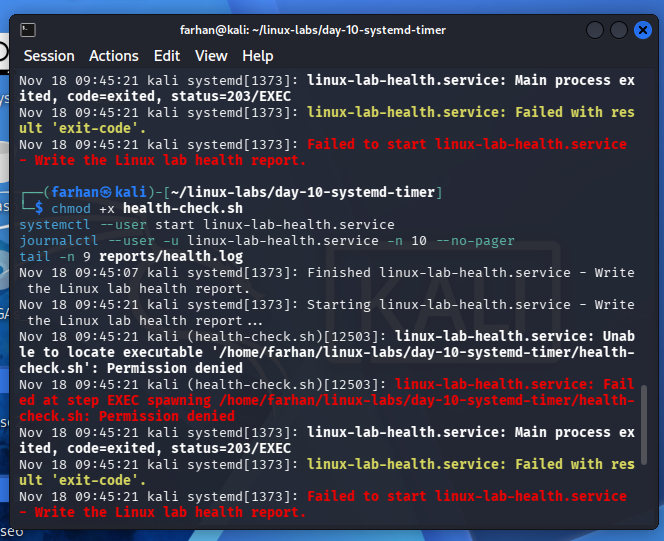 farhan@kali: ~/linux-labs/day-10-systemd-timer
Session Actions Edit View Help
Nov 18 09:45:21 kali systemd[1373]: linux-lab-health.service: Main process ex
ited, code=exited, status=203/EXEC
Nov 18 09:45:21 kali systemd[1373]: linux-lab-health.service: Failed with res
ult 'exit-code'.
Nov 18 09:45:21 kali systemd[1373]: Failed to start linux-lab-health.service
- Write the Linux lab health report.
┌──(farhan㉿kali)-[~/linux-labs/day-10-systemd-timer]
└─$ chmod +x health-check.sh
systemctl --user start linux-lab-health.service
journalctl --user -u linux-lab-health.service -n 10 --no-pager
tail -n 9 reports/health.log
Nov 18 09:45:07 kali systemd[1373]: Finished linux-lab-health.service - Write
the Linux lab health report.
Nov 18 09:45:21 kali systemd[1373]: Starting linux-lab-health.service - Write
the Linux lab health report...
Nov 18 09:45:21 kali (health-check.sh)[12503]: linux-lab-health.service: Unab
le to locate executable '/home/farhan/linux-labs/day-10-systemd-timer/health-
check.sh': Permission denied
Nov 18 09:45:21 kali (health-check.sh)[12503]: linux-lab-health.service: Fail
ed at step EXEC spawning /home/farhan/linux-labs/day-10-systemd-timer/health-
check.sh: Permission denied
Nov 18 09:45:21 kali systemd[1373]: linux-lab-health.service: Main process ex
ited, code=exited, status=203/EXEC
Nov 18 09:45:21 kali systemd[1373]: linux-lab-health.service: Failed with res
ult 'exit-code'.
Nov 18 09:45:21 kali systemd[1373]: Failed to start linux-lab-health.service
- Write the Linux lab health report.
KALI